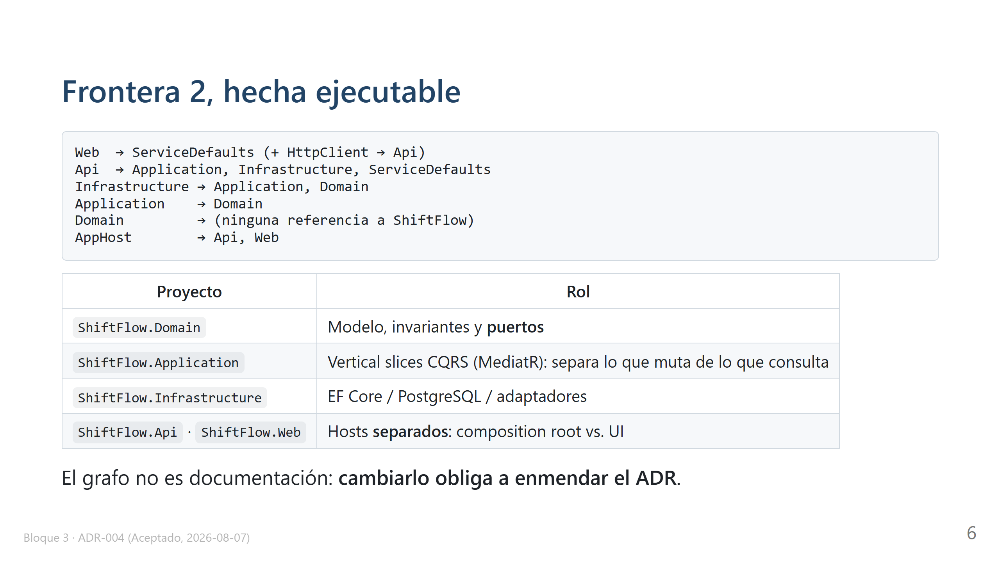 Frontera 2, hecha ejecutable
Web  → ServiceDefaults (+ HttpClient → Api)
Api  → Application, Infrastructure, ServiceDefaults
Infrastructure → Application, Domain
Application    → Domain
Domain         → (ninguna referencia a ShiftFlow)
AppHost        → Api, Web
Proyecto Rol
ShiftFlow.Domain Modelo, invariantes y puertos
ShiftFlow.Application Vertical slices CQRS (MediatR): separa lo que muta de lo que consulta
ShiftFlow.Infrastructure EF Core / PostgreSQL / adaptadores
ShiftFlow.Api · ShiftFlow.Web Hosts separados: composition root vs. UI
El grafo no es documentación: cambiarlo obliga a enmendar el ADR.
Bloque 3 · ADR-004 (Aceptado, 2026-08-07)
6